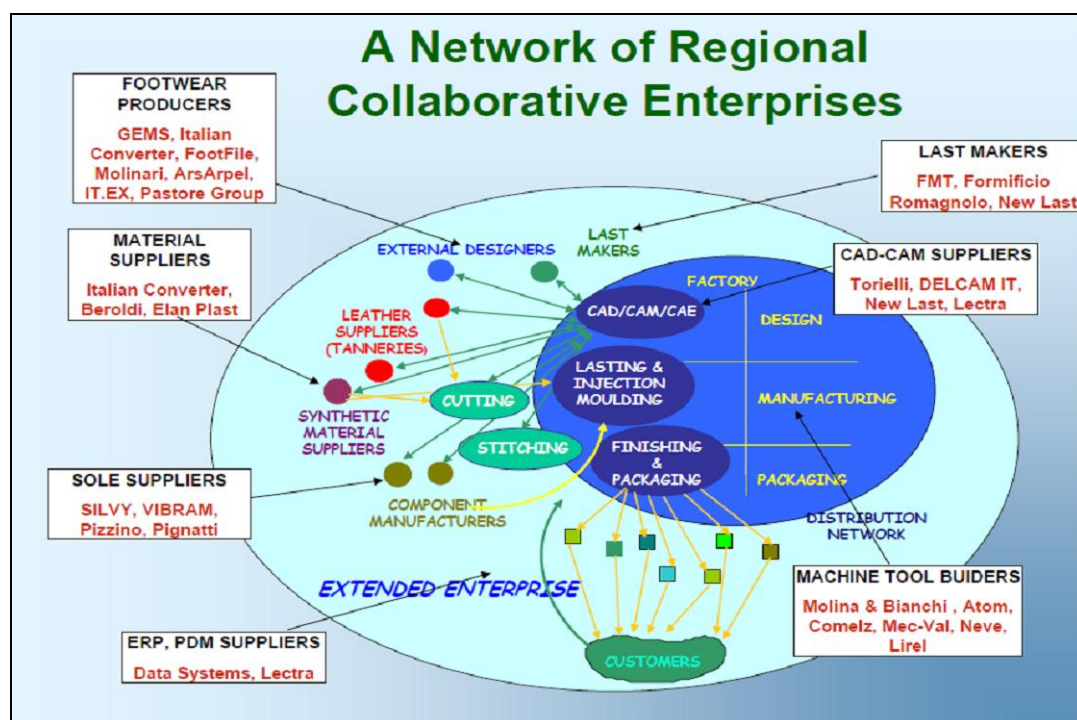 A Network of Regional
Collaborative Enterprises
FOOTWEAR
PRODUCERS
GEMS, Italian
Converter, FootFile,
Molinari, ArsArpel,
IT.EX, Pastore Group
LAST MAKERS
FMT, Formificio
Romagnolo, New Last
MATERIAL
SUPPLIERS
Italian Converter,
Beroldi, Elan Plast
CAD-CAM SUPPLIERS
Torielli, DELCAM IT,
New Last, Lectra
EXTERNAL DESIGNERS
LAST
MAKERS
FACTORY
CAD/CAM/CAE
DESIGN
LEATHER
SUPPLIERS
(TANNERIES)
LASTING &
INJECTION
MOULDING
MANUFACTURING
CUTTING
SYNTHETIC
MATERIAL
SUPPLIERS
STITCHING
FINISHING
&
PACKAGING
PACKAGING
SOLE SUPPLIERS
SILVY, VIBRAM,
Pizzino, Pignatti
COMPONENT
MANUFACTURERS
DISTRIBUTION
NETWORK
EXTENDED ENTERPRISE
MACHINE TOOL BUIDERS
Molina & Bianchi , Atom,
Comelz, Mec-Val, Neve,
Lirel
ERP, PDM SUPPLIERS
Data Systems, Lectra
CUSTOMERS